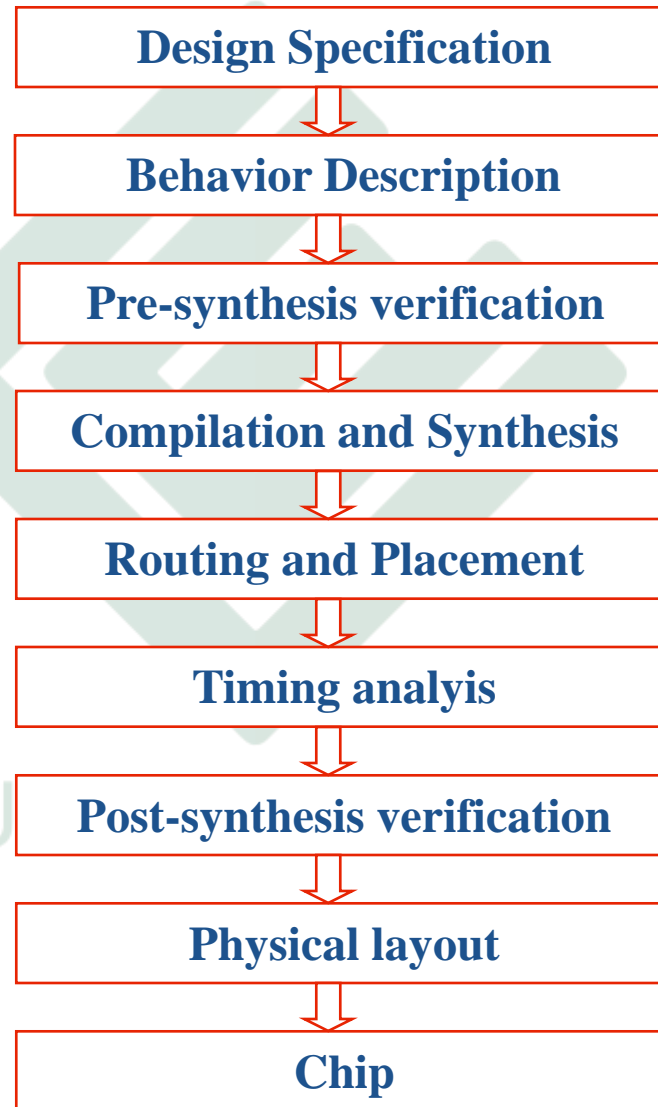 Design Specification
Behavior Description
Pre-synthesis verification
Compilation and Synthesis
Routing and Placement
Timing analyis
Post-synthesis verification
Physical layout
Chip